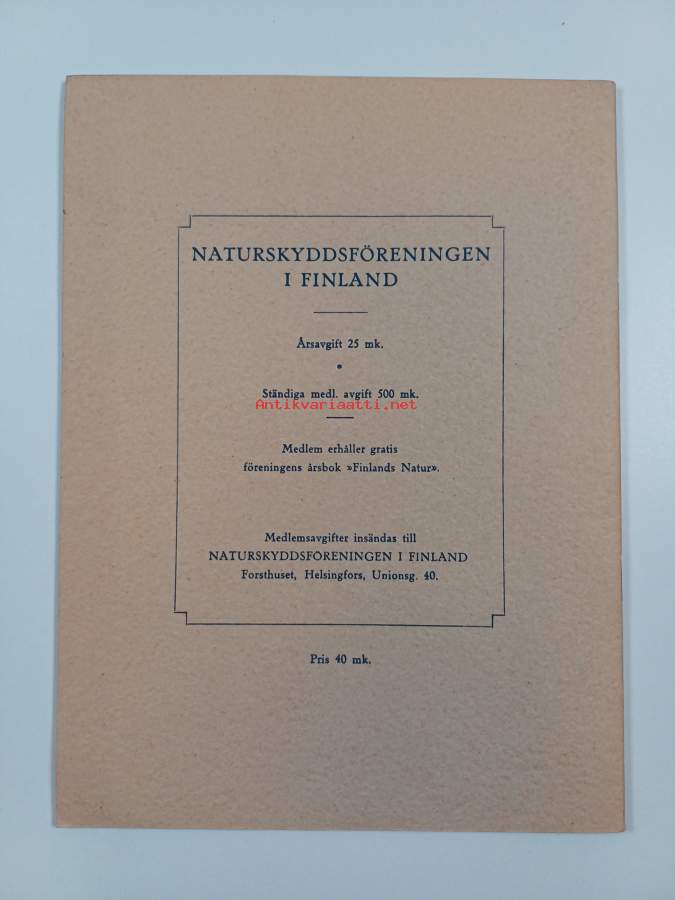 NATURSKYDDSFÖRENINGEN
I FINLAND
Årsavgift 25 mk.
Ständiga medl. avgift 500 mk.
Antikvariaatti.net
Medlem erhåller gratis
föreningens årsbok »Finlands Natur».
Medlemsavgifter insändas till
NATURSKYDDSFÖRENINGEN I FINLAND
Forsthuset, Helsingfors, Unionsg. 40.
Pris 40 mk.